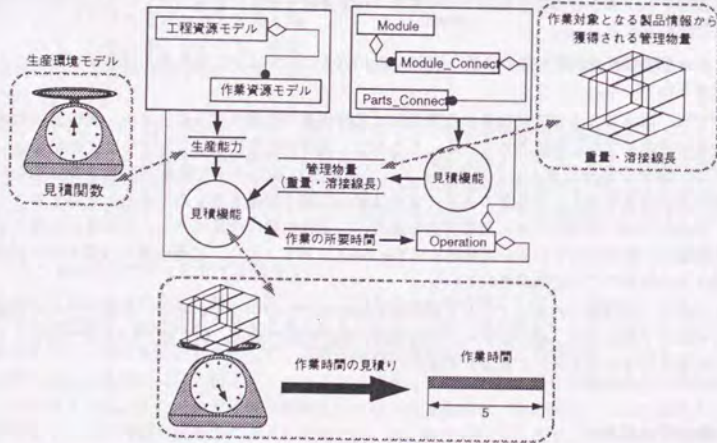 工程資源モデル
作業資源モデル
Module
Module_Connect
Parts_Connect
作業対象となる製品情報から
獲得される管理物量
重量・溶接線長
生産環境モデル
見積関数
生産能力
管理物量
(重量・溶接線長)
見積機能
見積機能
作業の所要時間
Operation
作業時間の見積り
作業時間
5